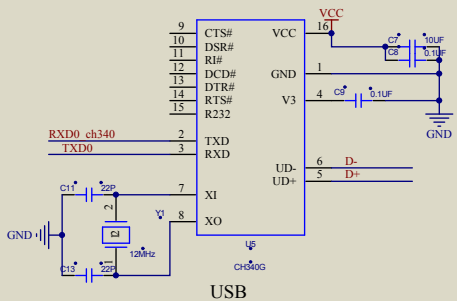 VCC
9 CTS# VCC 16
10 DSR#
11 RI#
12 DCD# GND 1
13 DTR#
14 RTS# V3 4
15 R232
C7 10UF
C8 0.1UF
C9 0.1UF
GND
RXD0_ch340 2 TXD
TXD0 3 RXD
UD- 6 D-
UD+ 5 D+
C11 22P 7 XI
8 XO
2
Y1
GND
12MHz
1
C13 22P
U5
CH340G
USB